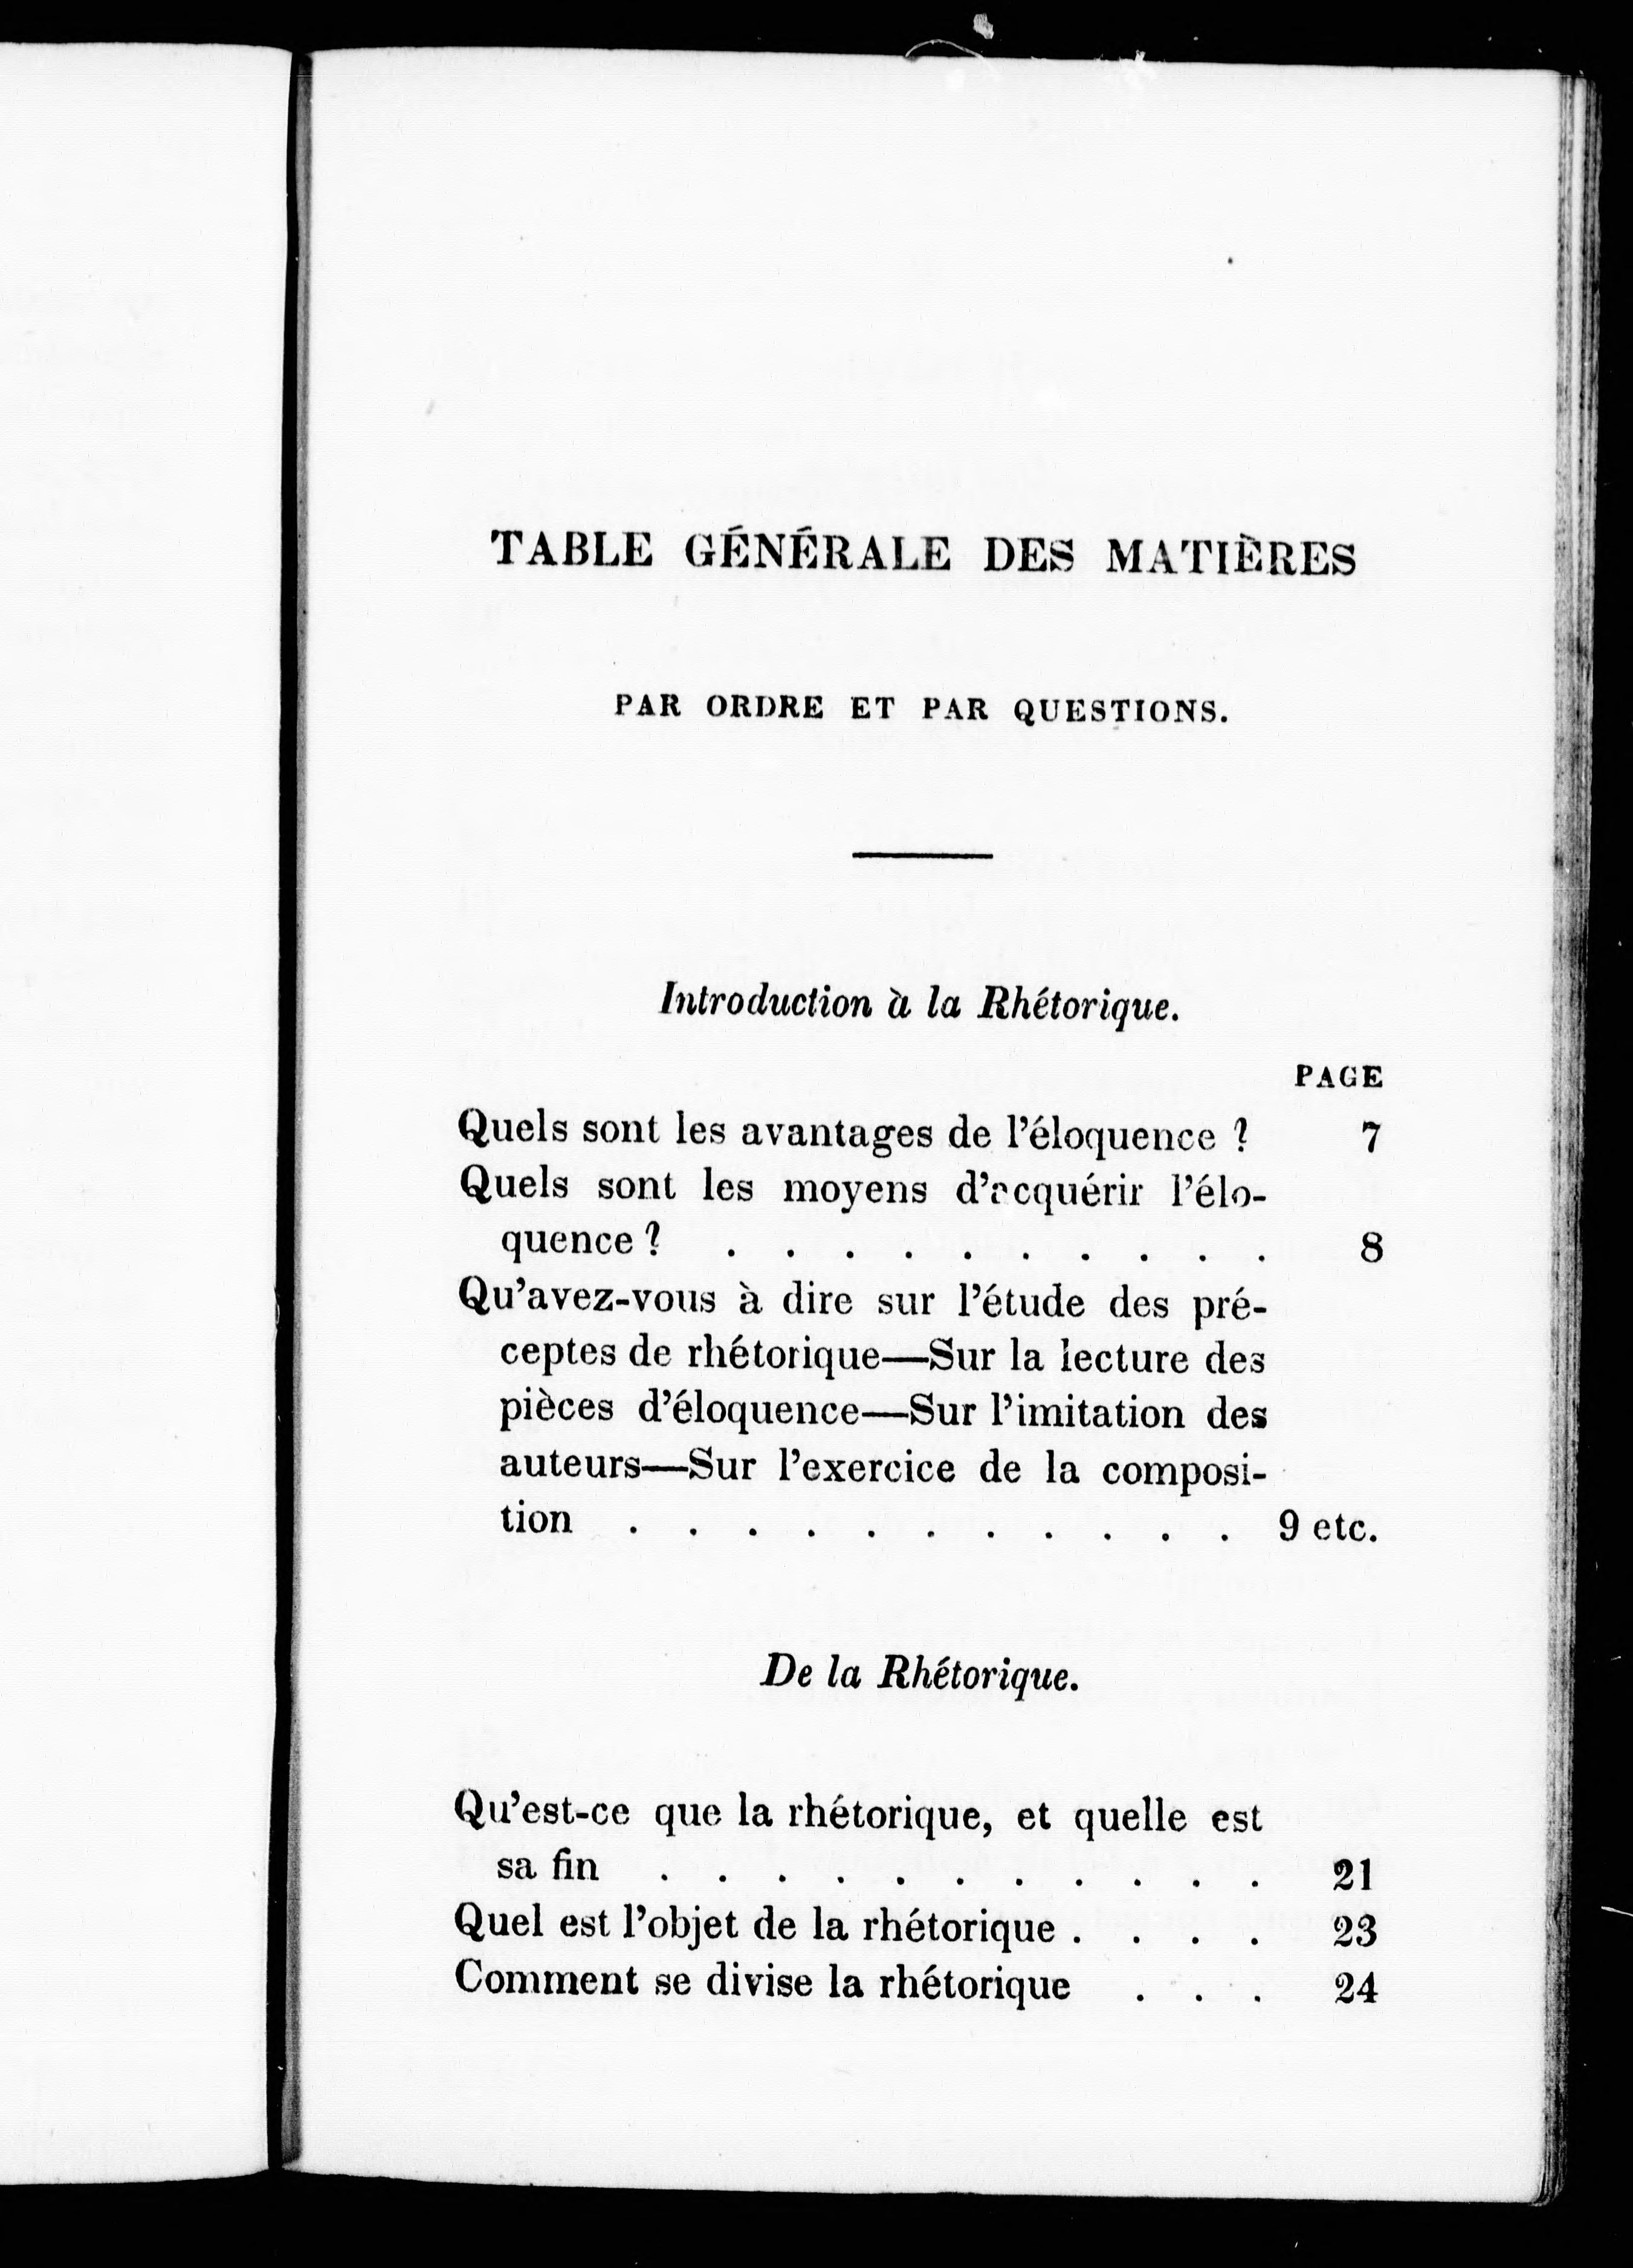 TABLE GÉNÉRALE DES MATIÈRES
PAR ORDRE ET PAR QUESTIONS.
Introduction à la Rhétorique.
PAGE
Quels sont les avantages de l'éloquence ? 7
Quels sont les moyens d'acquérir l'élo-
quence ? . . . . . . . . . . 8
Qu'avez-vous à dire sur l'étude des pré-
ceptes de rhétorique—Sur la lecture des
pièces d'éloquence—Sur l'imitation des
auteurs—Sur l'exercice de la composi-
tion . . . . . . . . . . . 9 etc.
De la Rhétorique.
Qu'est-ce que la rhétorique, et quelle est
sa fin . . . . . . . . . . . 21
Quel est l'objet de la rhétorique . . . . 23
Comment se divise la rhétorique . . . 24